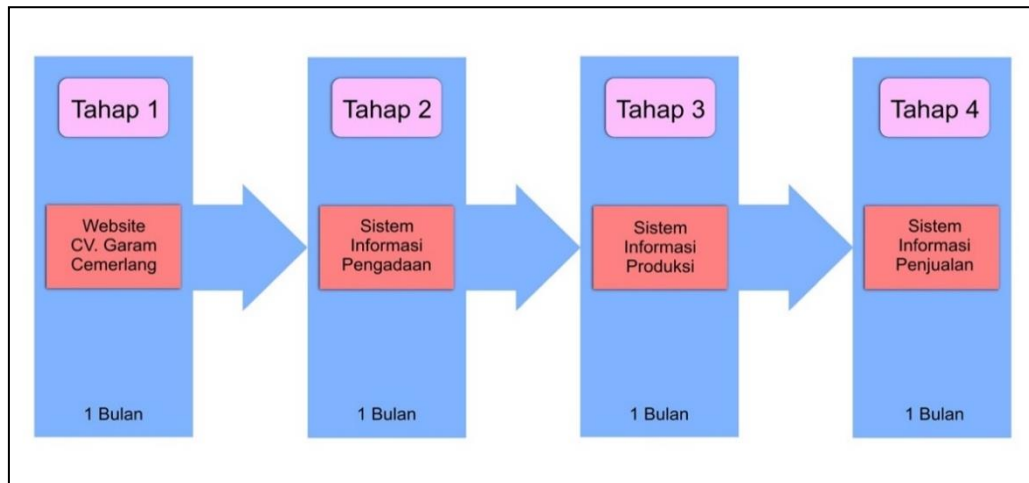 Tahap 1
Website
CV. Garam
Cemerlang
1 Bulan
Tahap 2
Sistem
Informasi
Pengadaan
1 Bulan
Tahap 3
Sistem
Informasi
Produksi
1 Bulan
Tahap 4
Sistem
Informasi
Penjualan
1 Bulan